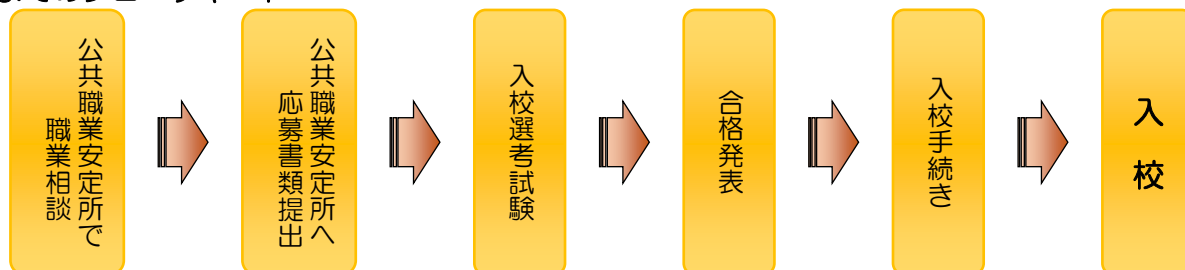 公共職業安定所で
職業相談
公共職業安定所へ
応募書類提出
入校選考試験
合格発表
入校手続き
入校